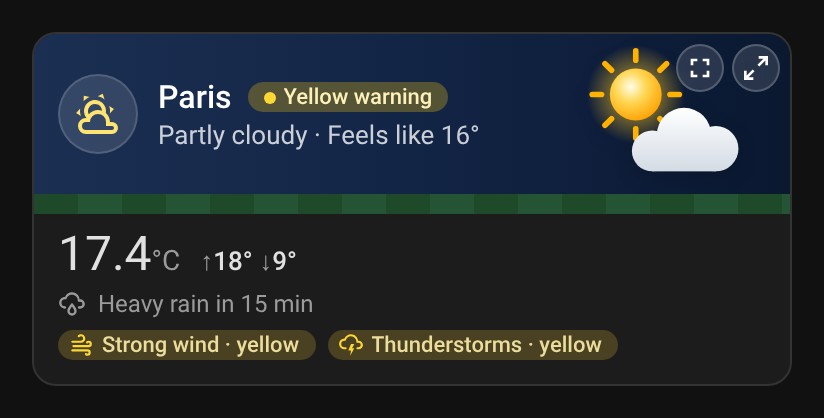 Paris
Yellow warning
Partly cloudy · Feels like 16°
17.4°C ↑18° ↓9°
Heavy rain in 15 min
Strong wind · yellow
Thunderstorms · yellow